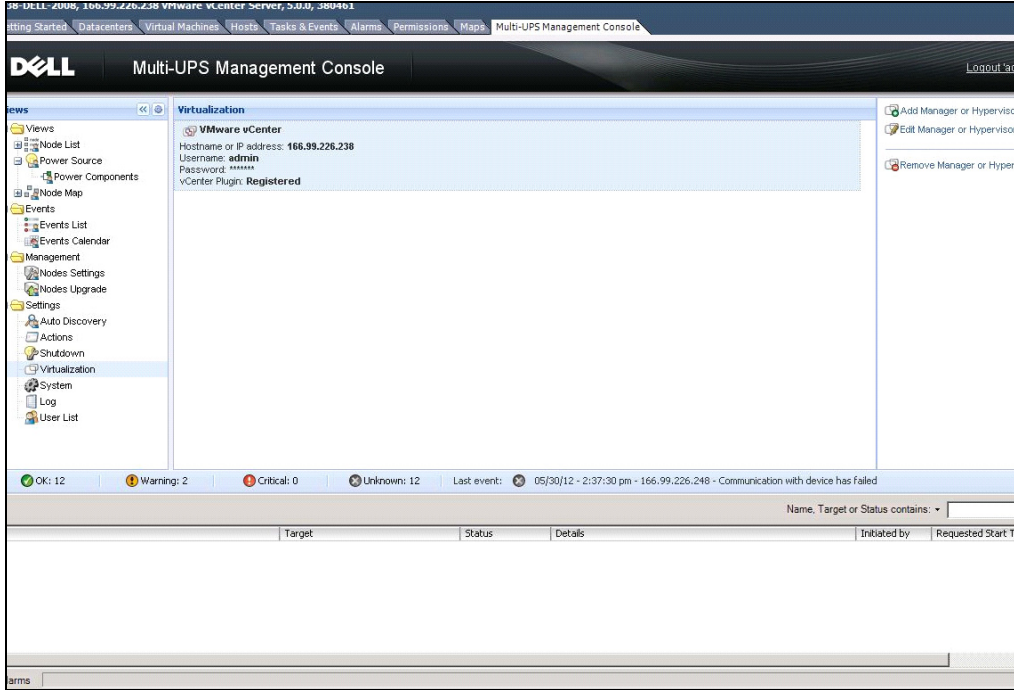 38-DELL-2008, 166.99.226.238 VMware vCenter Server, 5.0.0, 380461
etting Started Datacenters Virtual Machines Hosts Tasks & Events Alarms Permissions Maps Multi-UPS Management Console
DELL Multi-UPS Management Console Logout 'ad
iews
Views
Node List
Power Source
Power Components
Node Map
Events
Events List
Events Calendar
Management
Nodes Settings
Nodes Upgrade
Settings
Auto Discovery
Actions
Shutdown
Virtualization
System
Log
User List
Virtualization
VMware vCenter
Hostname or IP address: 166.99.226.238
Username: admin
Password: *******
vCenter Plugin: Registered
Add Manager or Hyperviso
Edit Manager or Hypervisor
Remove Manager or Hyper
OK: 12 Warning: 2 Critical: 0 Unknown: 12 Last event: 05/30/12 - 2:37:30 pm - 166.99.226.248 - Communication with device has failed
Name, Target or Status contains:
Target Status Details Initiated by Requested Start T
larms